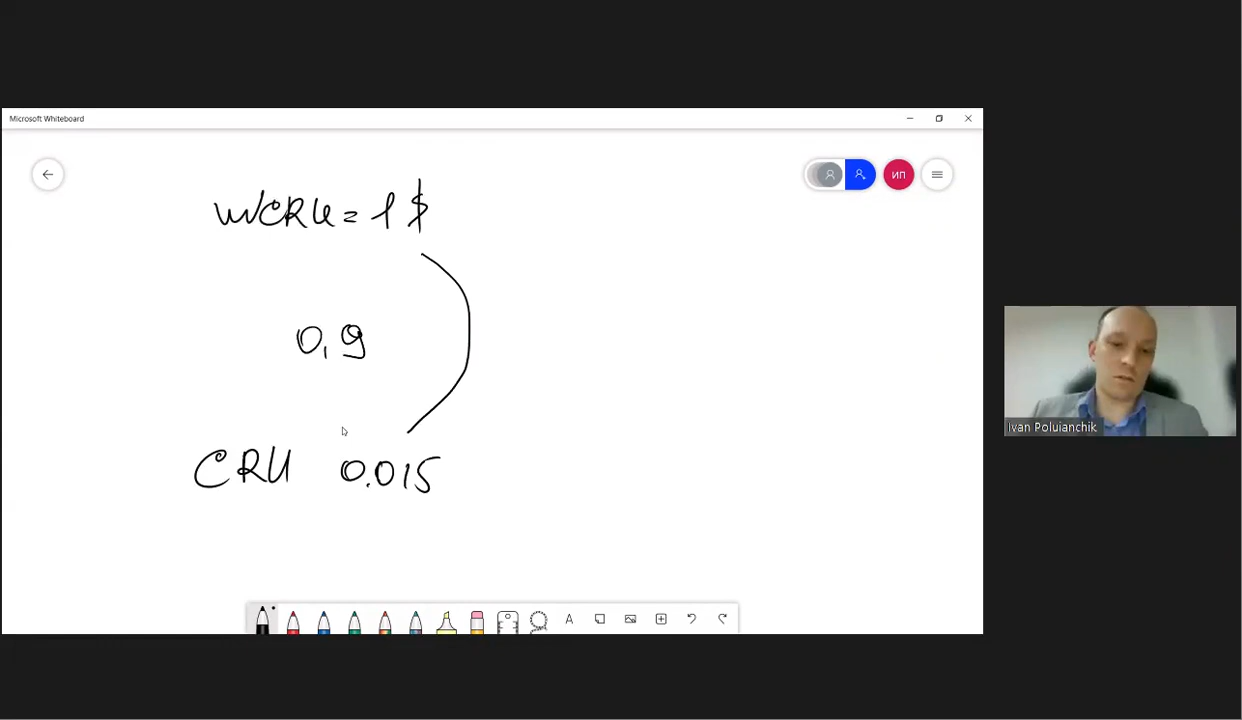 Microsoft Whiteboard
ИП
WCRU = 1 $
0,9
CRU 0.015
A
Ivan Poluianchik